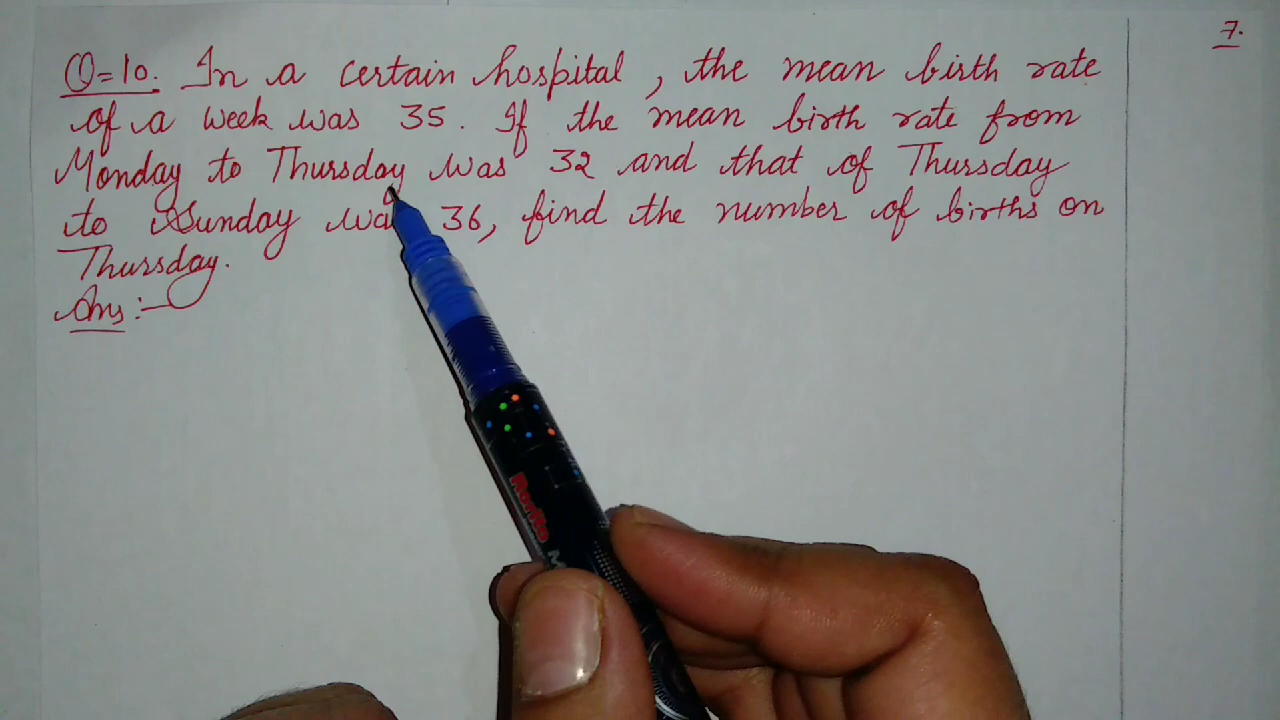 7.
Q=10. In a certain hospital, the mean birth rate
of a week was 35. If the mean birth rate from
Monday to Thursday was 32 and that of Thursday
to Sunday was 36, find the number of births on
Thursday.
Ans:-